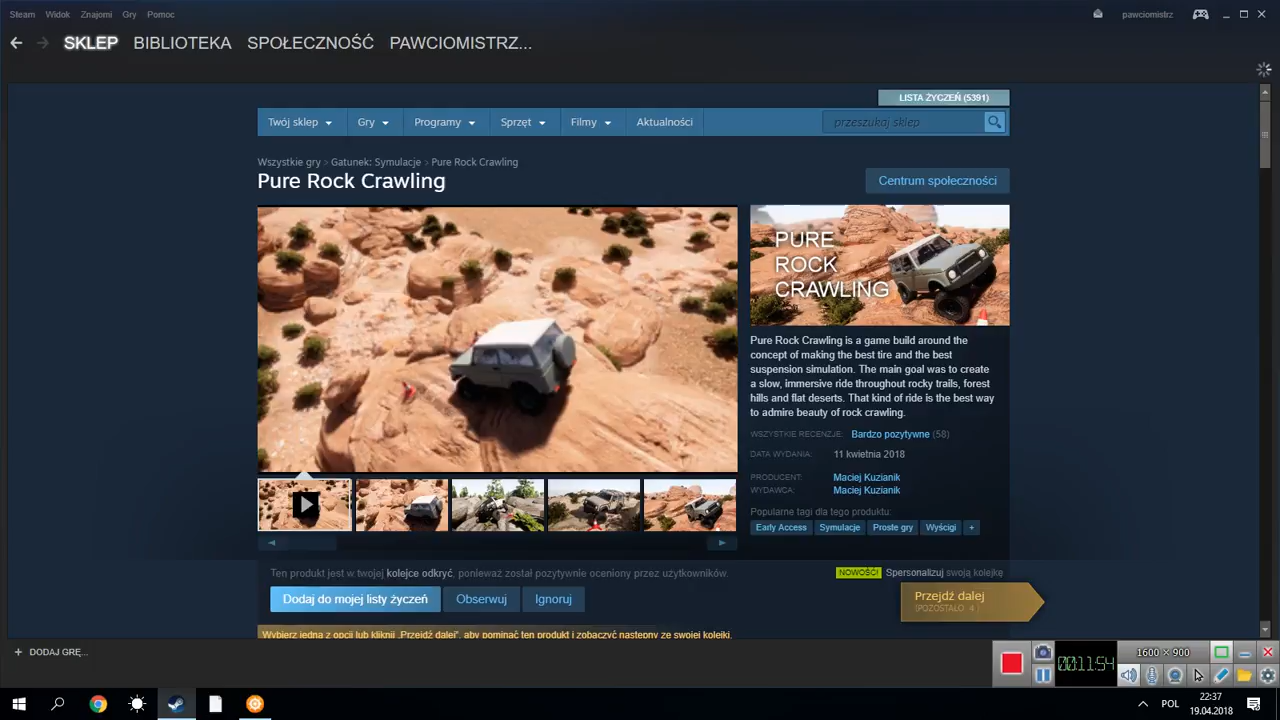 Steam Widok Znajomi Gry Pomoc
pawciomistrz
SKLEP BIBLIOTEKA SPOŁECZNOŚĆ PAWCIOMISTRZ...
LISTA ŻYCZEŃ (5391)
Twój sklep Gry Programy Sprzęt Filmy Aktualności
przeszukaj sklep
Wszystkie gry > Gatunek: Symulacje > Pure Rock Crawling
Pure Rock Crawling
Centrum społeczności
PURE
ROCK
CRAWLING
Pure Rock Crawling is a game build around the
concept of making the best tire and the best
suspension simulation. The main goal was to create
a slow, immersive ride throughout rocky trails, forest
hills and flat deserts. That kind of ride is the best way
to admire beauty of rock crawling.
WSZYSTKIE RECENZJE: Bardzo pozytywne (58)
DATA WYDANIA: 11 kwietnia 2018
PRODUCENT: Maciej Kuzianik
WYDAWCA: Maciej Kuzianik
Popularne tagi dla tego produktu:
Early Access Symulacje Proste gry Wyścigi +
Ten produkt jest w twojej kolejce odkryć, ponieważ został pozytywnie oceniony przez użytkowników.
NOWOŚĆ! Spersonalizuj swoją kolejkę
Dodaj do mojej listy życzeń Obserwuj Ignoruj
Przejdź dalej
(POZOSTAŁO 4)
Wybierz jedną z opcji lub kliknij „Przejdź dalej”, aby pominąć ten produkt i zobaczyć następny ze swojej kolejki.
+ DODAJ GRĘ...
00:11:54
1600 × 900
POL
22:37
19.04.2018